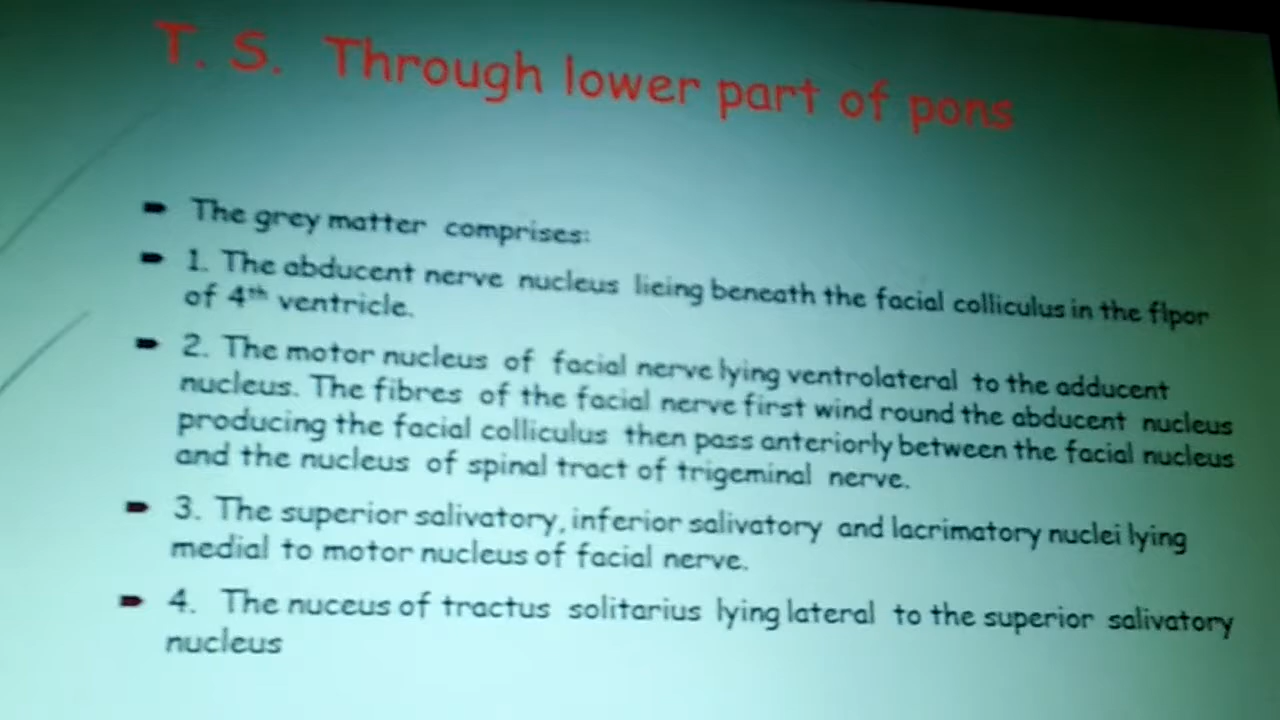 T. S. Through lower part of pons
The grey matter comprises:
1. The abducent nerve nucleus lieing beneath the facial colliculus in the flpor
of 4th ventricle.
2. The motor nucleus of facial nerve lying ventrolateral to the adducent
nucleus. The fibres of the facial nerve first wind round the abducent nucleus
producing the facial colliculus then pass anteriorly between the facial nucleus
and the nucleus of spinal tract of trigeminal nerve.
3. The superior salivatory, inferior salivatory and lacrimatory nuclei lying
medial to motor nucleus of facial nerve.
4. The nuceus of tractus solitarius lying lateral to the superior salivatory
nucleus